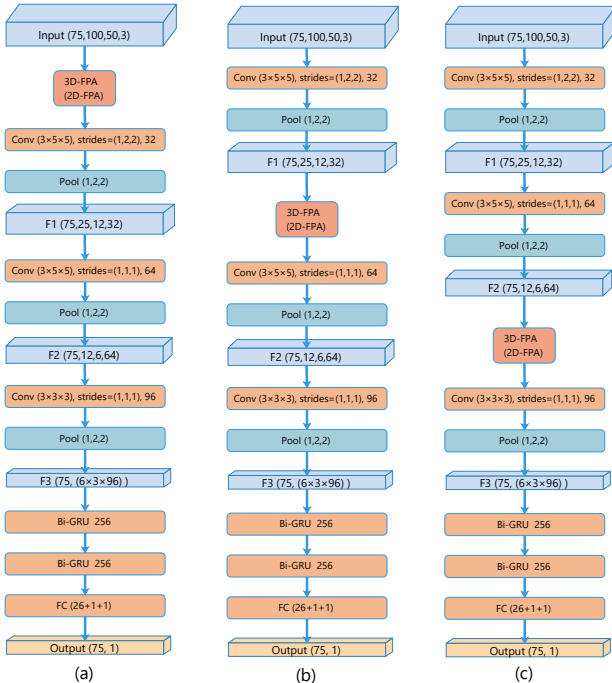 Input (75,100,50,3)
3D-FPA
(2D-FPA)
Conv (3×5×5), strides=(1,2,2), 32
Pool (1,2,2)
F1 (75,25,12,32)
Conv (3×5×5), strides=(1,1,1), 64
Pool (1,2,2)
F2 (75,12,6,64)
Conv (3×3×3), strides=(1,1,1), 96
Pool (1,2,2)
F3 (75, (6×3×96) )
Bi-GRU 256
Bi-GRU 256
FC (26+1+1)
Output (75, 1)
(a)
Input (75,100,50,3)
Conv (3×5×5), strides=(1,2,2), 32
Pool (1,2,2)
F1 (75,25,12,32)
3D-FPA
(2D-FPA)
Conv (3×5×5), strides=(1,1,1), 64
Pool (1,2,2)
F2 (75,12,6,64)
Conv (3×3×3), strides=(1,1,1), 96
Pool (1,2,2)
F3 (75, (6×3×96) )
Bi-GRU 256
Bi-GRU 256
FC (26+1+1)
Output (75, 1)
(b)
Input (75,100,50,3)
Conv (3×5×5), strides=(1,2,2), 32
Pool (1,2,2)
F1 (75,25,12,32)
Conv (3×5×5), strides=(1,1,1), 64
Pool (1,2,2)
F2 (75,12,6,64)
3D-FPA
(2D-FPA)
Conv (3×3×3), strides=(1,1,1), 96
Pool (1,2,2)
F3 (75, (6×3×96) )
Bi-GRU 256
Bi-GRU 256
FC (26+1+1)
Output (75, 1)
(c)